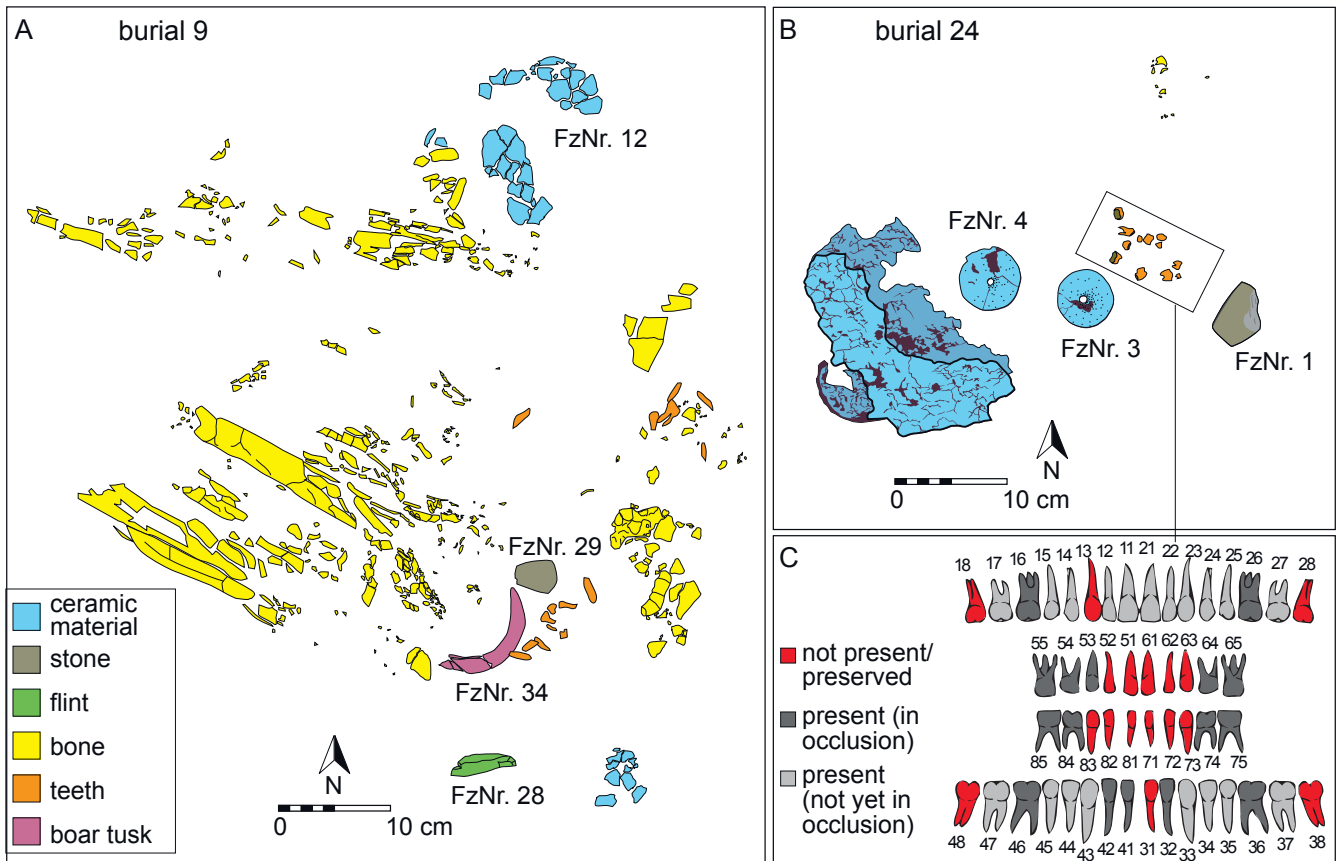 A
burial 9
FzNr. 12
FzNr. 29
FzNr. 34
FzNr. 28
ceramic
material
stone
flint
bone
teeth
boar tusk
N
0 10 cm
B
burial 24
FzNr. 4
FzNr. 3
FzNr. 1
N
0 10 cm
C
18 17 16 15 14 13 12 11 21 22 23 24 25 26 27 28
55 54 53 52 51 61 62 63 64 65
not present/
preserved
present (in
occlusion)
present
(not yet in
occlusion)
85 84 83 82 81 71 72 73 74 75
48 47 46 45 44 43 42 41 31 32 33 34 35 36 37 38